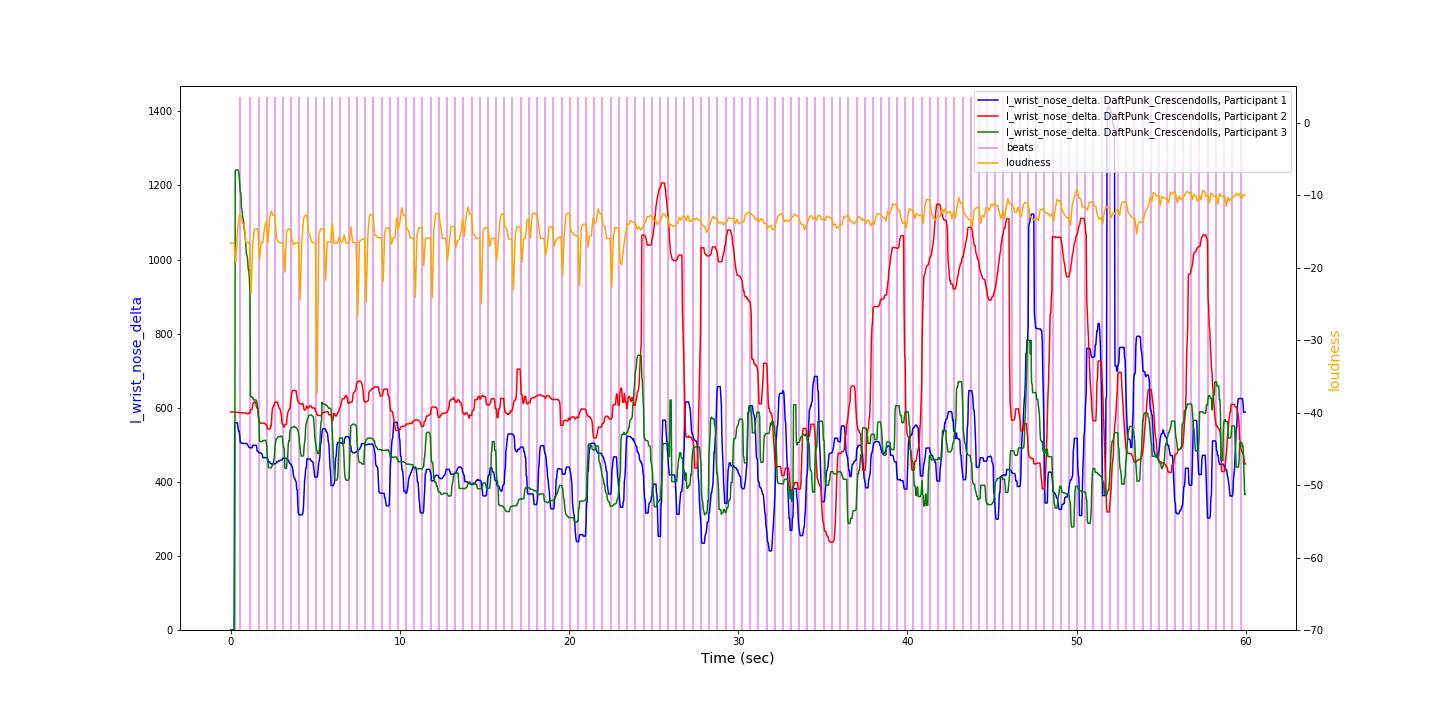 l_wrist_nose_delta. DaftPunk_Crescendolls, Participant 1
l_wrist_nose_delta. DaftPunk_Crescendolls, Participant 2
l_wrist_nose_delta. DaftPunk_Crescendolls, Participant 3
beats
loudness
1400
1200
1000
800
600
400
200
0
l_wrist_nose_delta
0
−10
−20
−30
−40
−50
−60
−70
loudness
0
10
20
30
40
50
60
Time (sec)